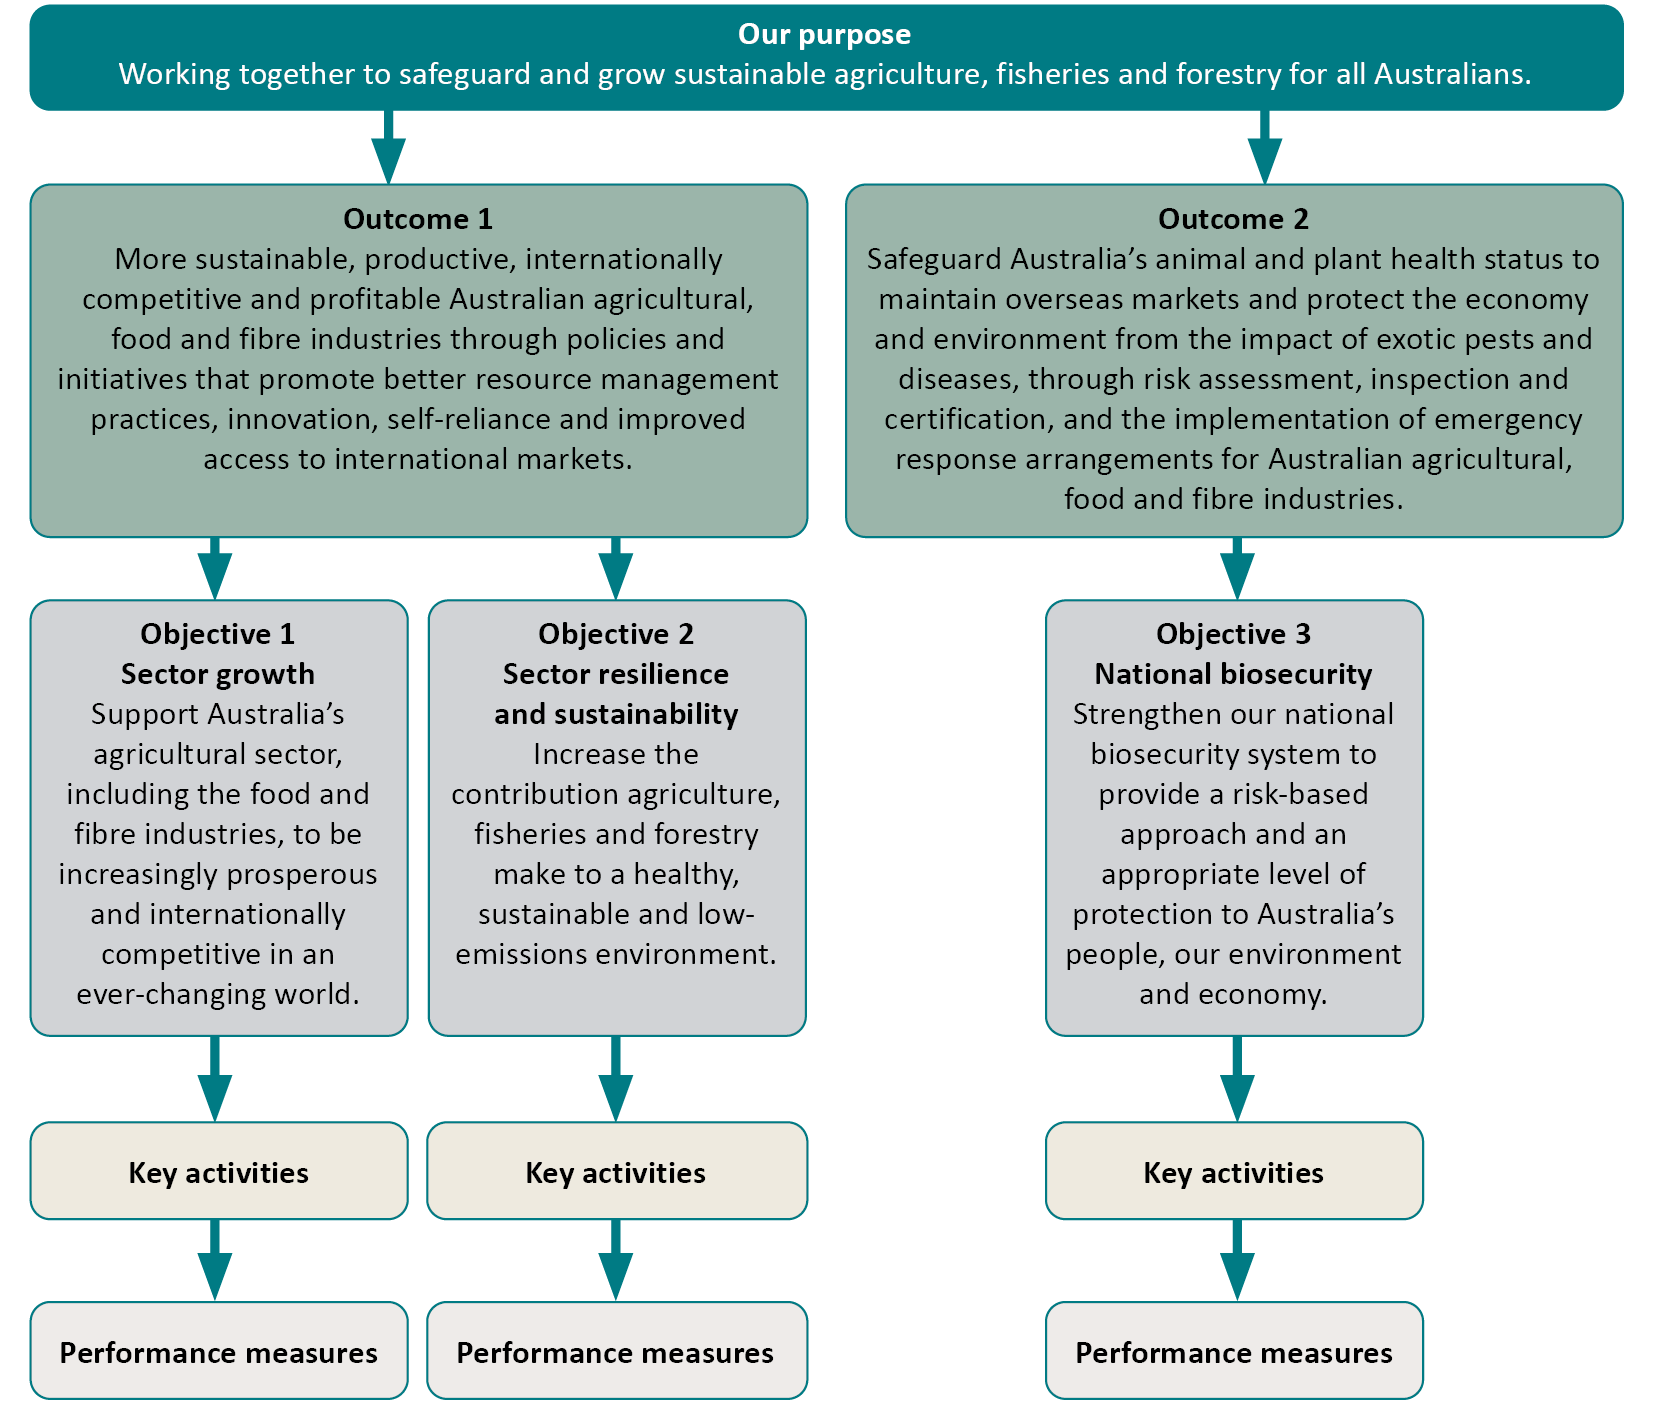 Our purpose
Working together to safeguard and grow sustainable agriculture, fisheries and forestry for all Australians.
Outcome 1
More sustainable, productive, internationally
competitive and profitable Australian agricultural,
food and fibre industries through policies and
initiatives that promote better resource management
practices, innovation, self-reliance and improved
access to international markets.
Outcome 2
Safeguard Australia’s animal and plant health status to
maintain overseas markets and protect the economy
and environment from the impact of exotic pests and
diseases, through risk assessment, inspection and
certification, and the implementation of emergency
response arrangements for Australian agricultural,
food and fibre industries.
Objective 1
Sector growth
Support Australia’s
agricultural sector,
including the food and
fibre industries, to be
increasingly prosperous
and internationally
competitive in an
ever-changing world.
Objective 2
Sector resilience
and sustainability
Increase the
contribution agriculture,
fisheries and forestry
make to a healthy,
sustainable and low-
emissions environment.
Objective 3
National biosecurity
Strengthen our national
biosecurity system to
provide a risk-based
approach and an
appropriate level of
protection to Australia’s
people, our environment
and economy.
Key activities
Key activities
Key activities
Performance measures
Performance measures
Performance measures